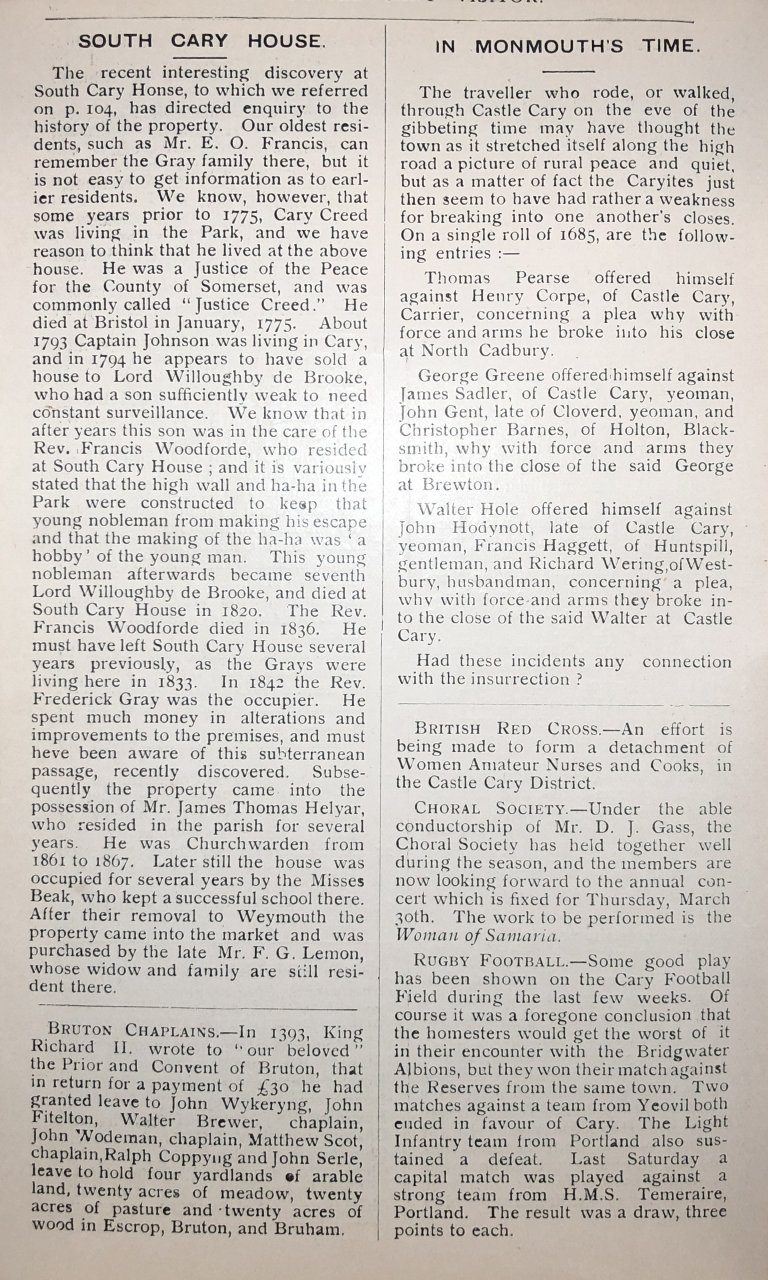 VISITOR.
SOUTH CARY HOUSE.
The recent interesting discovery at
South Cary Honse, to which we referred
on p. 104, has directed enquiry to the
history of the property. Our oldest resi-
dents, such as Mr. E. O. Francis, can
remember the Gray family there, but it
is not easy to get information as to earl-
ier residents. We know, however, that
some years prior to 1775, Cary Creed
was living in the Park, and we have
reason to think that he lived at the above
house. He was a Justice of the Peace
for the County of Somerset, and was
commonly called "Justice Creed." He
died at Bristol in January, 1775. About
1793 Captain Johnson was living in Cary,
and in 1794 he appears to have sold a
house to Lord Willoughby de Brooke,
who had a son sufficiently weak to need
constant surveillance. We know that in
after years this son was in the care of the
Rev. Francis Woodforde, who resided
at South Cary House ; and it is variously
stated that the high wall and ha-ha in the
Park were constructed to keep that
young nobleman from making his escape
and that the making of the ha-ha was ' a
hobby' of the young man. This young
nobleman afterwards became seventh
Lord Willoughby de Brooke, and died at
South Cary House in 1820. The Rev.
Francis Woodforde died in 1836. He
must have left South Cary House several
years previously, as the Grays were
living here in 1833. In 1842 the Rev.
Frederick Gray was the occupier. He
spent much money in alterations and
improvements to the premises, and must
heve been aware of this subterranean
passage, recently discovered. Subse-
quently the property came into the
possession of Mr. James Thomas Helyar,
who resided in the parish for several
years. He was Churchwarden from
1861 to 1867. Later still the house was
occupied for several years by the Misses
Beak, who kept a successful school there.
After their removal to Weymouth the
property came into the market and was
purchased by the late Mr. F. G. Lemon,
whose widow and family are still resi-
dent there.
BRUTON CHAPLAINS.—In 1393, King
Richard II. wrote to "our beloved"
the Prior and Convent of Bruton, that
in return for a payment of £30 he had
granted leave to John Wykeryng, John
Fitelton, Walter Brewer, chaplain,
John Wodeman, chaplain, Matthew Scot,
chaplain, Ralph Coppyng and John Serle,
leave to hold four yardlands of arable
land, twenty acres of meadow, twenty
acres of pasture and twenty acres of
wood in Escrop, Bruton, and Bruham.
IN MONMOUTH'S TIME.
The traveller who rode, or walked,
through Castle Cary on the eve of the
gibbeting time may have thought the
town as it stretched itself along the high
road a picture of rural peace and quiet,
but as a matter of fact the Caryites just
then seem to have had rather a weakness
for breaking into one another's closes.
On a single roll of 1685, are the follow-
ing entries :—
Thomas Pearse offered himself
against Henry Corpe, of Castle Cary,
Carrier, concerning a plea why with
force and arms he broke into his close
at North Cadbury.
George Greene offered himself against
James Sadler, of Castle Cary, yeoman,
John Gent, late of Cloverd, yeoman, and
Christopher Barnes, of Holton, Black-
smith, why with force and arms they
broke into the close of the said George
at Brewton.
Walter Hole offered himself against
John Hodynott, late of Castle Cary,
yeoman, Francis Haggett, of Huntspill,
gentleman, and Richard Wering, of West-
bury, husbandman, concerning a plea,
why with force and arms they broke in-
to the close of the said Walter at Castle
Cary.
Had these incidents any connection
with the insurrection ?
BRITISH RED CROSS.—An effort is
being made to form a detachment of
Women Amateur Nurses and Cooks, in
the Castle Cary District.
CHORAL SOCIETY.—Under the able
conductorship of Mr. D. J. Gass, the
Choral Society has held together well
during the season, and the members are
now looking forward to the annual con-
cert which is fixed for Thursday, March
30th. The work to be performed is the
Woman of Samaria.
RUGBY FOOTBALL.—Some good play
has been shown on the Cary Football
Field during the last few weeks. Of
course it was a foregone conclusion that
the homesters would get the worst of it
in their encounter with the Bridgwater
Albions, but they won their match against
the Reserves from the same town. Two
matches against a team from Yeovil both
ended in favour of Cary. The Light
Infantry team from Portland also sus-
tained a defeat. Last Saturday a
capital match was played against a
strong team from H.M.S. Temeraire,
Portland. The result was a draw, three
points to each.